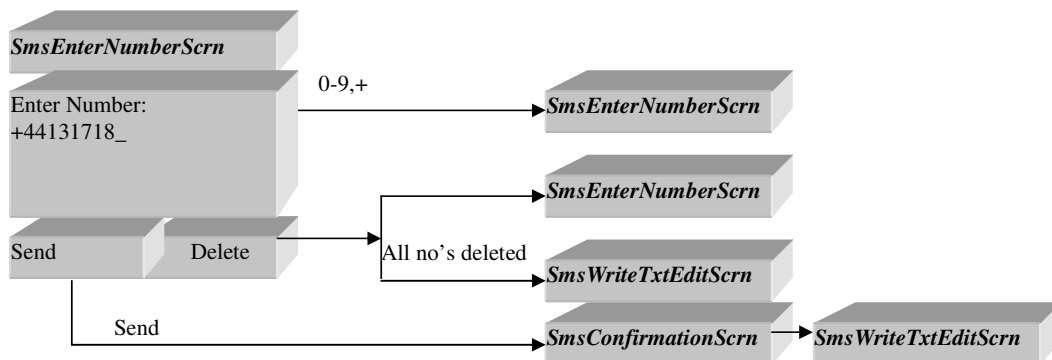 SmsEnterNumberScrn
Enter Number:
+44131718_
0-9,+
SmsEnterNumberScrn
SmsEnterNumberScrn
Send
Delete
All no's deleted
SmsWriteTxtEditScrn
Send
SmsConfirmationScrn
SmsWriteTxtEditScrn